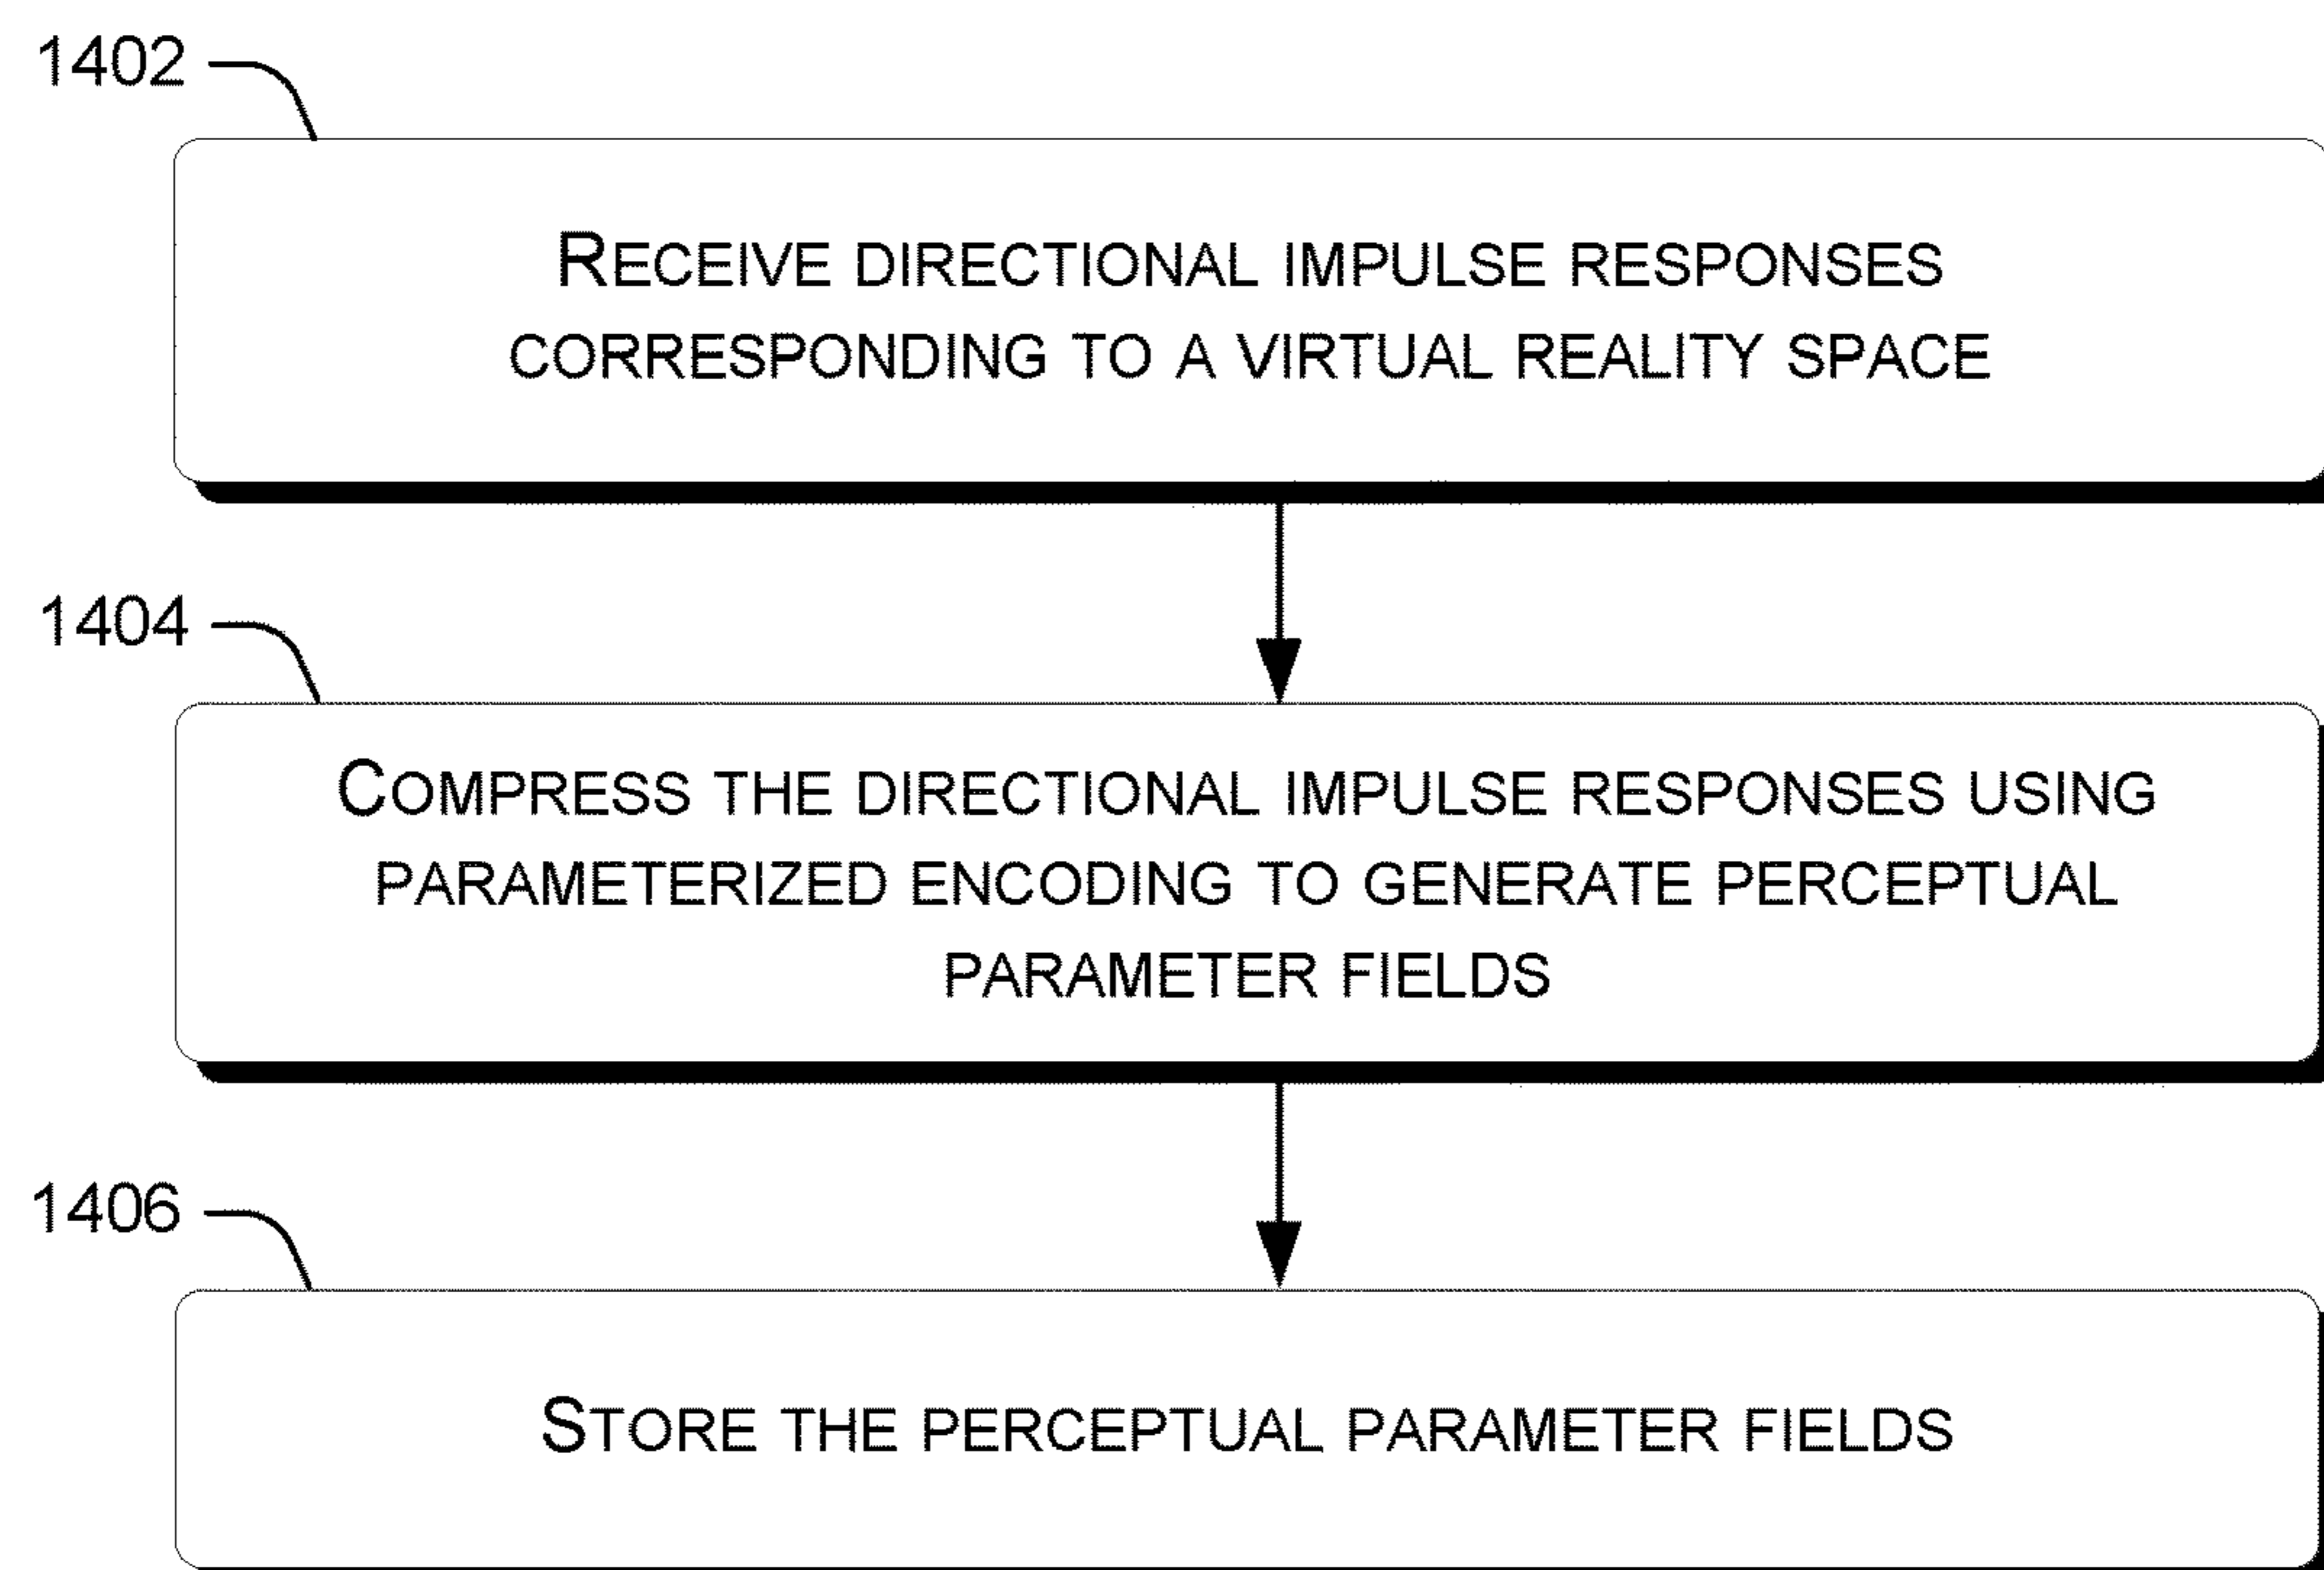 1402
RECEIVE DIRECTIONAL IMPULSE RESPONSES
CORRESPONDING TO A VIRTUAL REALITY SPACE
1404
COMPRESS THE DIRECTIONAL IMPULSE RESPONSES USING
PARAMETERIZED ENCODING TO GENERATE PERCEPTUAL
PARAMETER FIELDS
1406
STORE THE PERCEPTUAL PARAMETER FIELDS